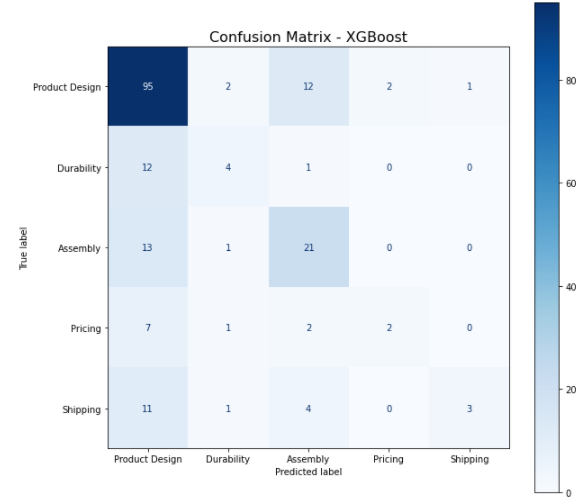 Confusion Matrix - XGBoost
Product Design 95 2 12 2 1
Durability 12 4 1 0 0
Assembly 13 1 21 0 0
Pricing 7 1 2 2 0
Shipping 11 1 4 0 3
Product Design Durability Assembly Pricing Shipping
Predicted label
True label
80
60
40
20
0